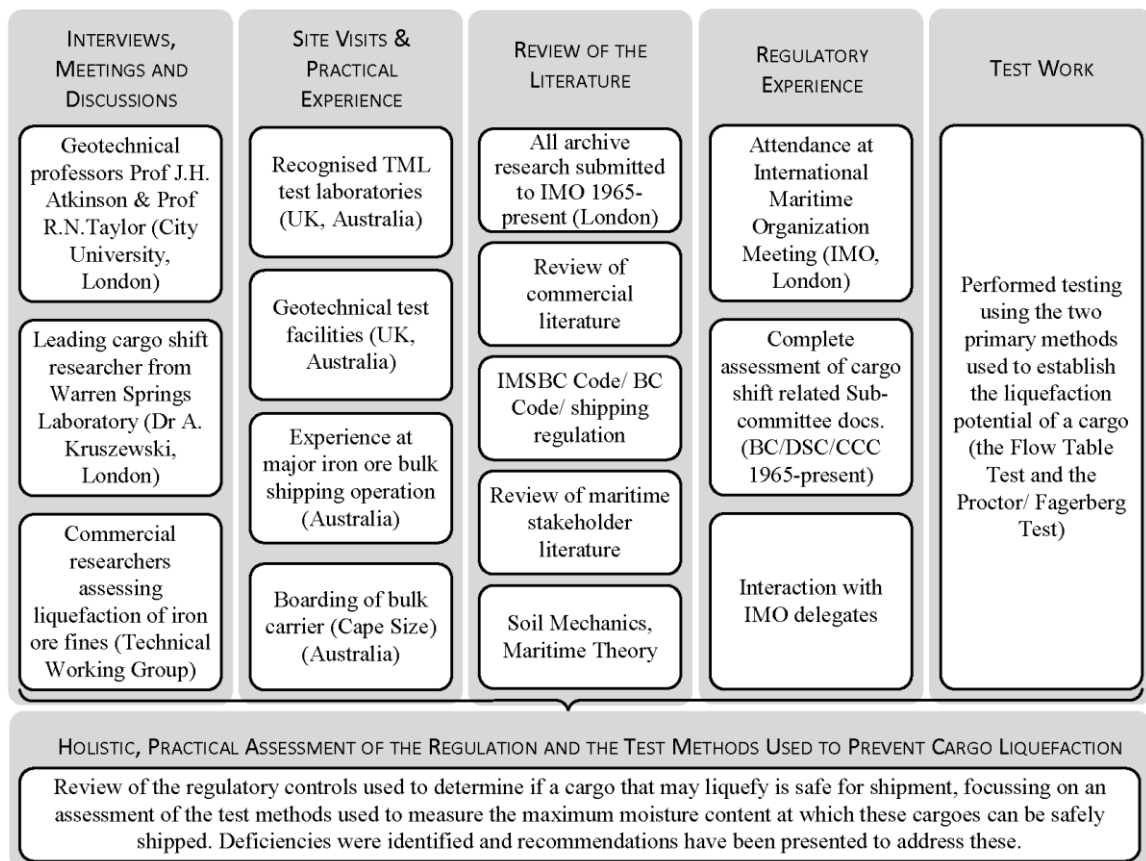 INTERVIEWS,
MEETINGS AND
DISCUSSIONS
Geotechnical
professors Prof J.H.
Atkinson & Prof
R.N.Taylor (City
University,
London)
Leading cargo shift
researcher from
Warren Springs
Laboratory (Dr A.
Kruszewski,
London)
Commercial
researchers
assessing
liquefaction of iron
ore fines (Technical
Working Group)
SITE VISITS &
PRACTICAL
EXPERIENCE
Recognised TML
test laboratories
(UK, Australia)
Geotechnical test
facilities (UK,
Australia)
Experience at
major iron ore bulk
shipping operation
(Australia)
Boarding of bulk
carrier (Cape Size)
(Australia)
REVIEW OF THE
LITERATURE
All archive
research submitted
to IMO 1965-
present (London)
Review of
commercial
literature
IMSBC Code/ BC
Code/ shipping
regulation
Review of maritime
stakeholder
literature
Soil Mechanics,
Maritime Theory
REGULATORY
EXPERIENCE
Attendance at
International
Maritime
Organization
Meeting (IMO,
London)
Complete
assessment of cargo
shift related Sub-
committee docs.
(BC/DSC/CCC
1965-present)
Interaction with
IMO delegates
TEST WORK
Performed testing
using the two
primary methods
used to establish
the liquefaction
potential of a cargo
(the Flow Table
Test and the
Proctor/ Fagerberg
Test)
HOLISTIC, PRACTICAL ASSESSMENT OF THE REGULATION AND THE TEST METHODS USED TO PREVENT CARGO LIQUEFACTION
Review of the regulatory controls used to determine if a cargo that may liquefy is safe for shipment, focussing on an
assessment of the test methods used to measure the maximum moisture content at which these cargoes can be safely
shipped. Deficiencies were identified and recommendations have been presented to address these.